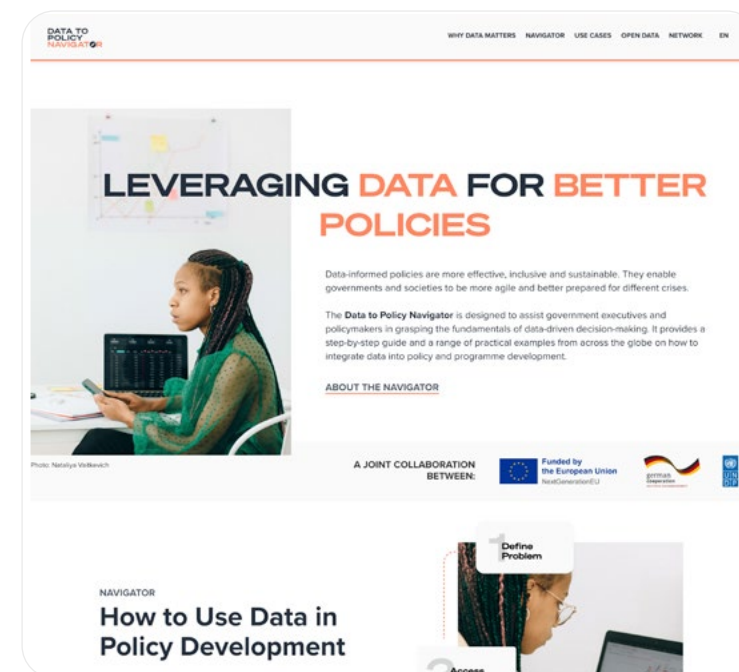 DATA TO
POLICY
NAVIGATOR
WHY DATA MATTERS NAVIGATOR USE CASES OPEN DATA NETWORK EN
LEVERAGING DATA FOR BETTER
POLICIES
Data-informed policies are more effective, inclusive and sustainable. They enable
governments and societies to be more agile and better prepared for different crises.
The Data to Policy Navigator is designed to assist government executives and
policymakers in grasping the fundamentals of data-driven decision-making. It provides a
step-by-step guide and a range of practical examples from across the globe on how to
integrate data into policy and programme development.
ABOUT THE NAVIGATOR
Photo: Nataliya Vaitkevich
A JOINT COLLABORATION
BETWEEN:
Funded by
the European Union
NextGenerationEU
german
cooperation
UN
DP
1
Define
Problem
NAVIGATOR
How to Use Data in
Policy Development
2
Access